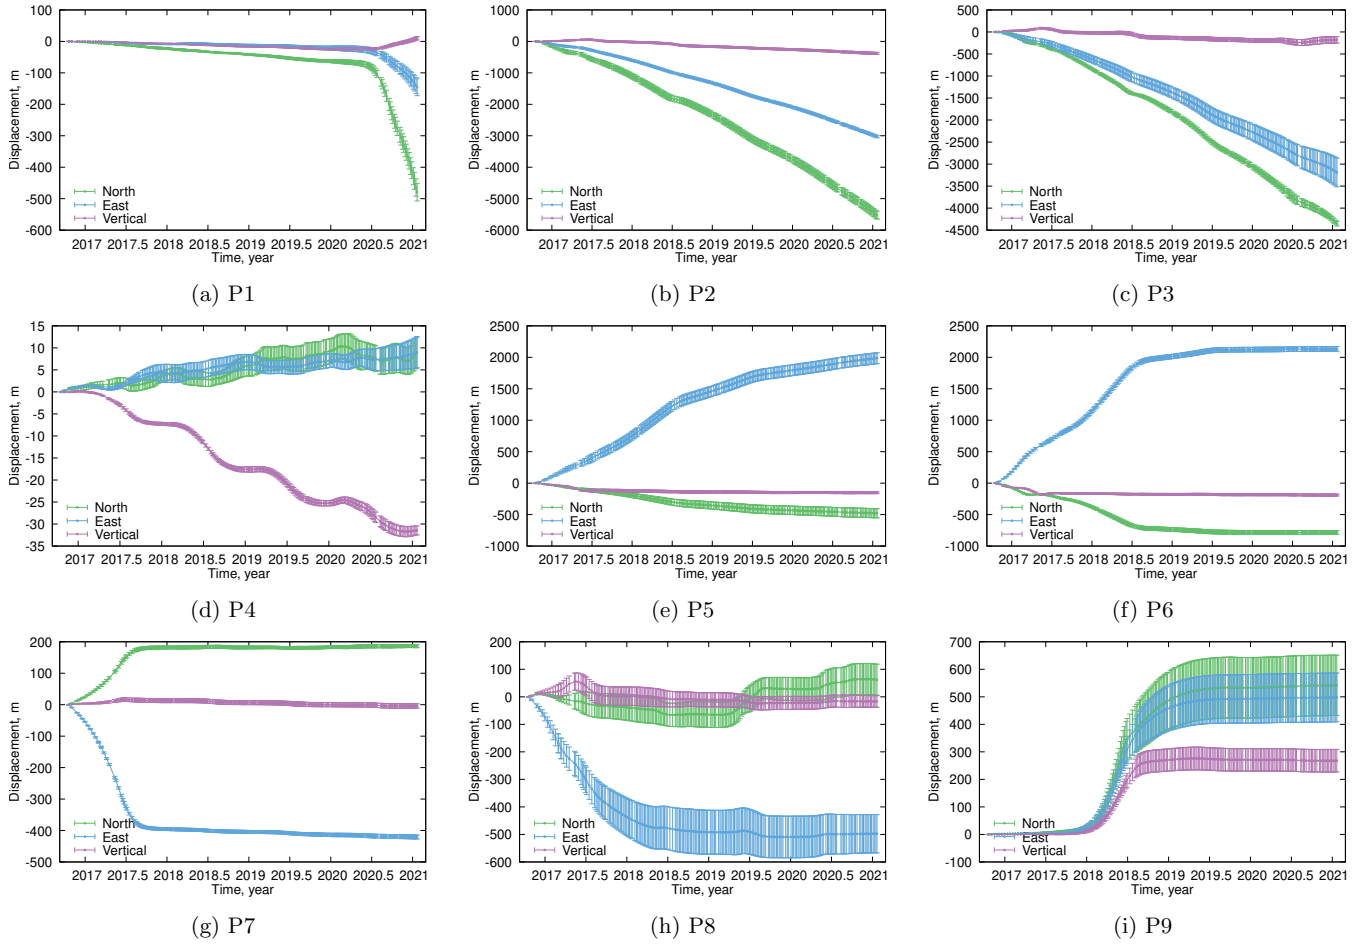 Displacement, m
100
0
-100
-200
-300
-400
-500
-600
North
East
Vertical
2017 2017.5 2018 2018.5 2019 2019.5 2020 2020.5 2021
Time, year
(a) P1
Displacement, m
1000
0
-1000
-2000
-3000
-4000
-5000
-6000
North
East
Vertical
2017 2017.5 2018 2018.5 2019 2019.5 2020 2020.5 2021
Time, year
(b) P2
Displacement, m
500
0
-500
-1000
-1500
-2000
-2500
-3000
-3500
-4000
-4500
North
East
Vertical
2017 2017.5 2018 2018.5 2019 2019.5 2020 2020.5 2021
Time, year
(c) P3
Displacement, m
15
10
5
0
-5
-10
-15
-20
-25
-30
-35
North
East
Vertical
2017 2017.5 2018 2018.5 2019 2019.5 2020 2020.5 2021
Time, year
(d) P4
Displacement, m
2500
2000
1500
1000
500
0
-500
-1000
North
East
Vertical
2017 2017.5 2018 2018.5 2019 2019.5 2020 2020.5 2021
Time, year
(e) P5
Displacement, m
2500
2000
1500
1000
500
0
-500
-1000
North
East
Vertical
2017 2017.5 2018 2018.5 2019 2019.5 2020 2020.5 2021
Time, year
(f) P6
Displacement, m
200
100
0
-100
-200
-300
-400
-500
North
East
Vertical
2017 2017.5 2018 2018.5 2019 2019.5 2020 2020.5 2021
Time, year
(g) P7
Displacement, m
200
100
0
-100
-200
-300
-400
-500
-600
North
East
Vertical
2017 2017.5 2018 2018.5 2019 2019.5 2020 2020.5 2021
Time, year
(h) P8
Displacement, m
700
600
500
400
300
200
100
0
-100
North
East
Vertical
2017 2017.5 2018 2018.5 2019 2019.5 2020 2020.5 2021
Time, year
(i) P9